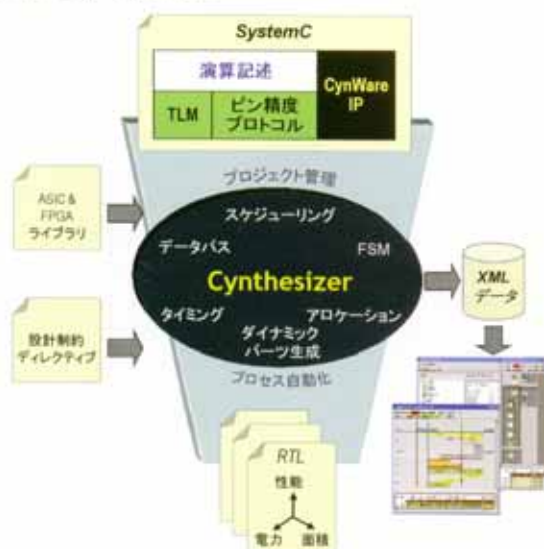 SystemC
演算記述
CynWare
IP
TLM
ピン精度
プロトコル
プロジェクト管理
ASIC &
FPGA
ライブラリ
スケジューリング
データパス
FSM
Cynthesizer
XML
データ
タイミング
アロケーション
ダイナミック
パーツ生成
設計制約
ディレクティブ
プロセス自動化
RTL
性能
電力
面積